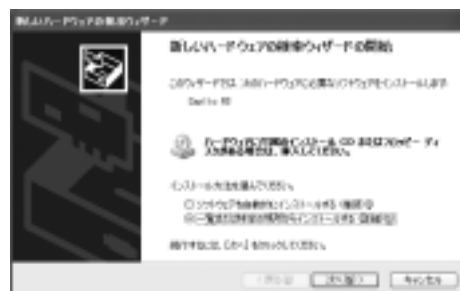 新しいハードウェアの検索ウィザード
新しいハードウェアの検索ウィザードの開始
このウィザードでは、次のハードウェアに必要なソフトウェアをインストールします:
ハードウェアに付属のインストール CD またはフロッピー ディ
スクがある場合は、挿入してください。
インストール方法を選んでください。
ソフトウェアを自動的にインストールする (推奨)(I)
一覧または特定の場所からインストールする (詳細)(S)
続行するには、[次へ] をクリックしてください。
< 戻る(B)
次へ(N) >
キャンセル